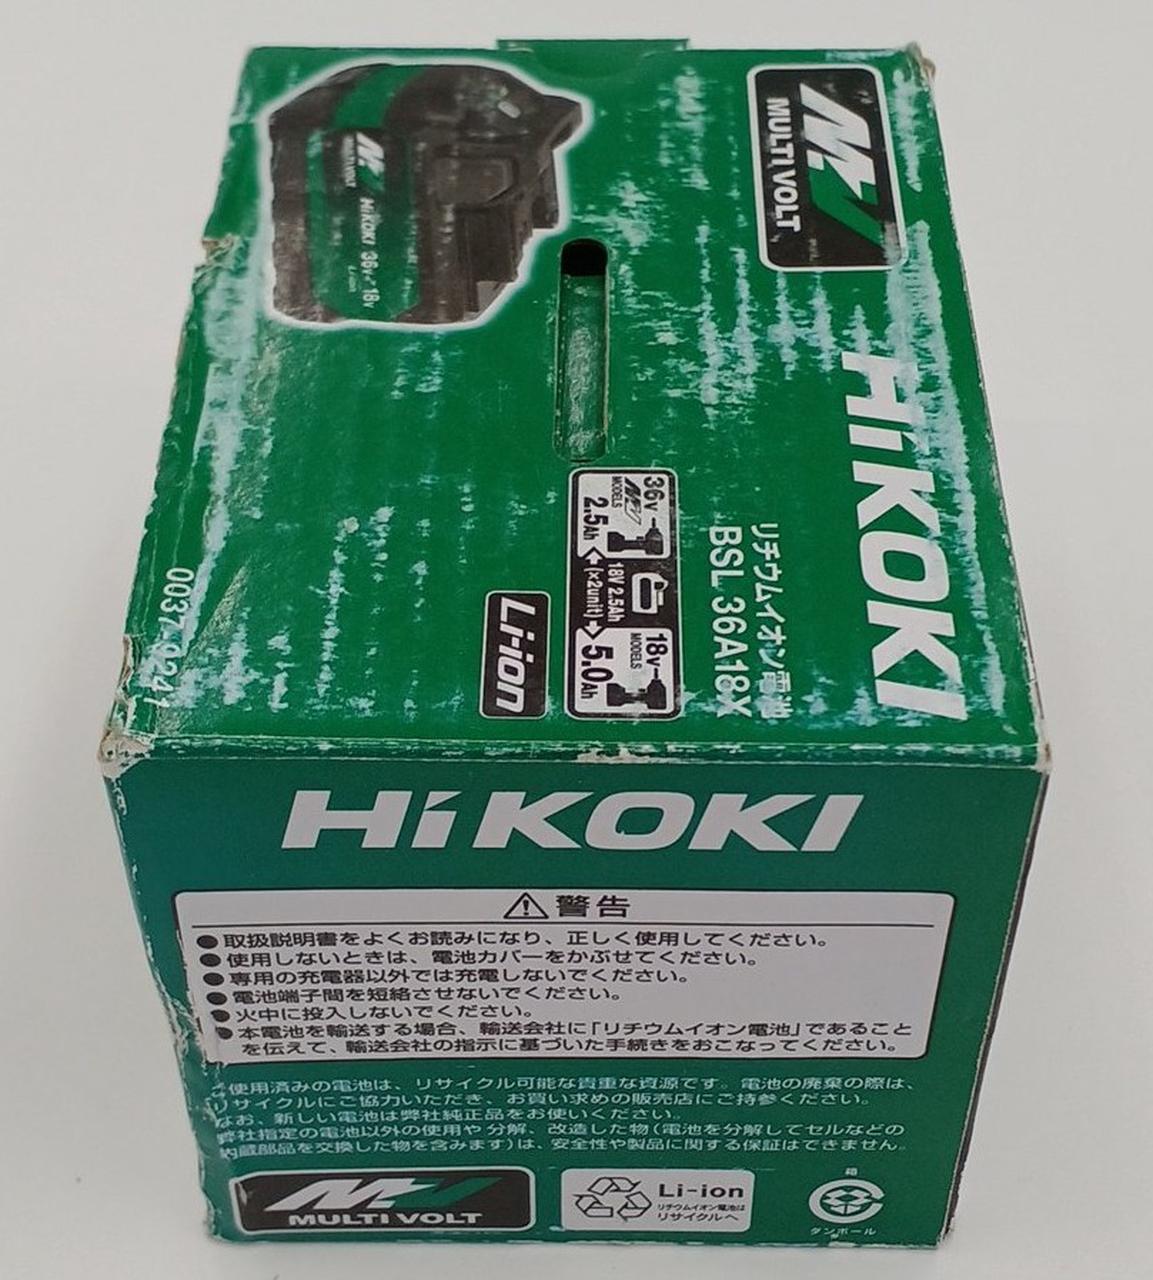 MULTI VOLT
HiKOKI
リチウムイオン電池
BSL 36A18X
36V
MODELS
2.5Ah
18V 2.5Ah
(×2unit)
18V
MODELS
5.0Ah
Li-ion
MULTI VOLT
HiKOKI 36V-18V
Li-ion
HiKOKI
警告
●取扱説明書をよくお読みになり、正しく使用してください。
●使用しないときは、電池カバーをかぶせてください。
●専用の充電器以外では充電しないでください。
●電池端子間を短絡させないでください。
●火中に投入しないでください。
●本電池を輸送する場合、輸送会社に「リチウムイオン電池」であること
を伝えて、輸送会社の指示に基づいた手続きをおこなってください。
ご使用済みの電池は、リサイクル可能な貴重な資源です。電池の廃棄の際は、
リサイクルにご協力いただき、お買い求めの販売店にご持参ください。
なお、新しい電池は弊社純正品をお使いください。
弊社指定の電池以外の使用や分解、改造した物(電池を分解してセルなどの
内蔵部品を交換した物を含みます)は、安全性や製品に関する保証はできません。
MULTI VOLT
Li-ion
リチウムイオン電池は
リサイクルへ
箱
ダンボール